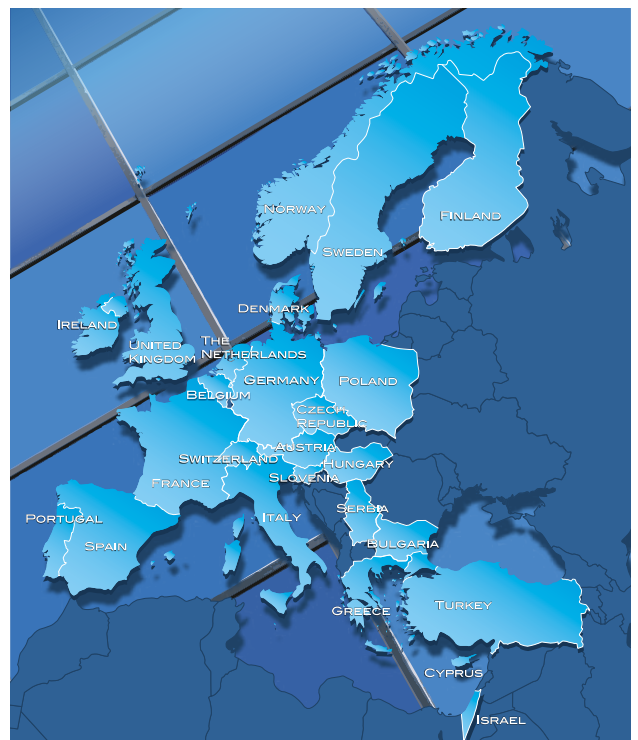 NORWAY
FINLAND
SWEDEN
DENMARK
IRELAND
UNITED
KINGDOM
THE
NETHERLANDS
GERMANY
POLAND
BELGIUM
CZECH
REPUBLIC
AUSTRIA
SWITZERLAND
HUNGARY
SLOVENIA
FRANCE
SERBIA
ITALY
PORTUGAL
SPAIN
BULGARIA
GREECE
TURKEY
CYPRUS
ISRAEL